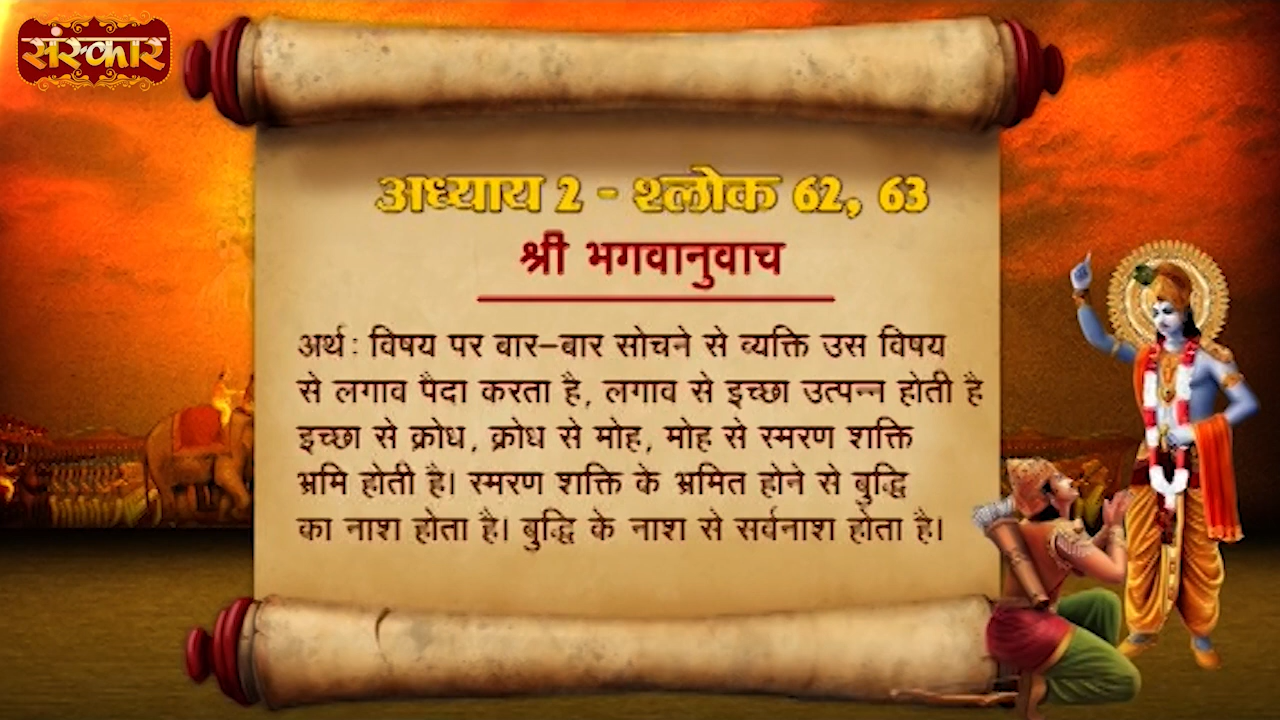 संस्कार
अध्याय 2 - श्लोक 62, 63
श्री भगवानुवाच
अर्थ: विषय पर बार-बार सोचने से व्यक्ति उस विषय
से लगाव पैदा करता है, लगाव से इच्छा उत्पन्न होती है
इच्छा से क्रोध, क्रोध से मोह, मोह से स्मरण शक्ति
भ्रमि होती है। स्मरण शक्ति के भ्रमित होने से बुद्धि
का नाश होता है। बुद्धि के नाश से सर्वनाश होता है।